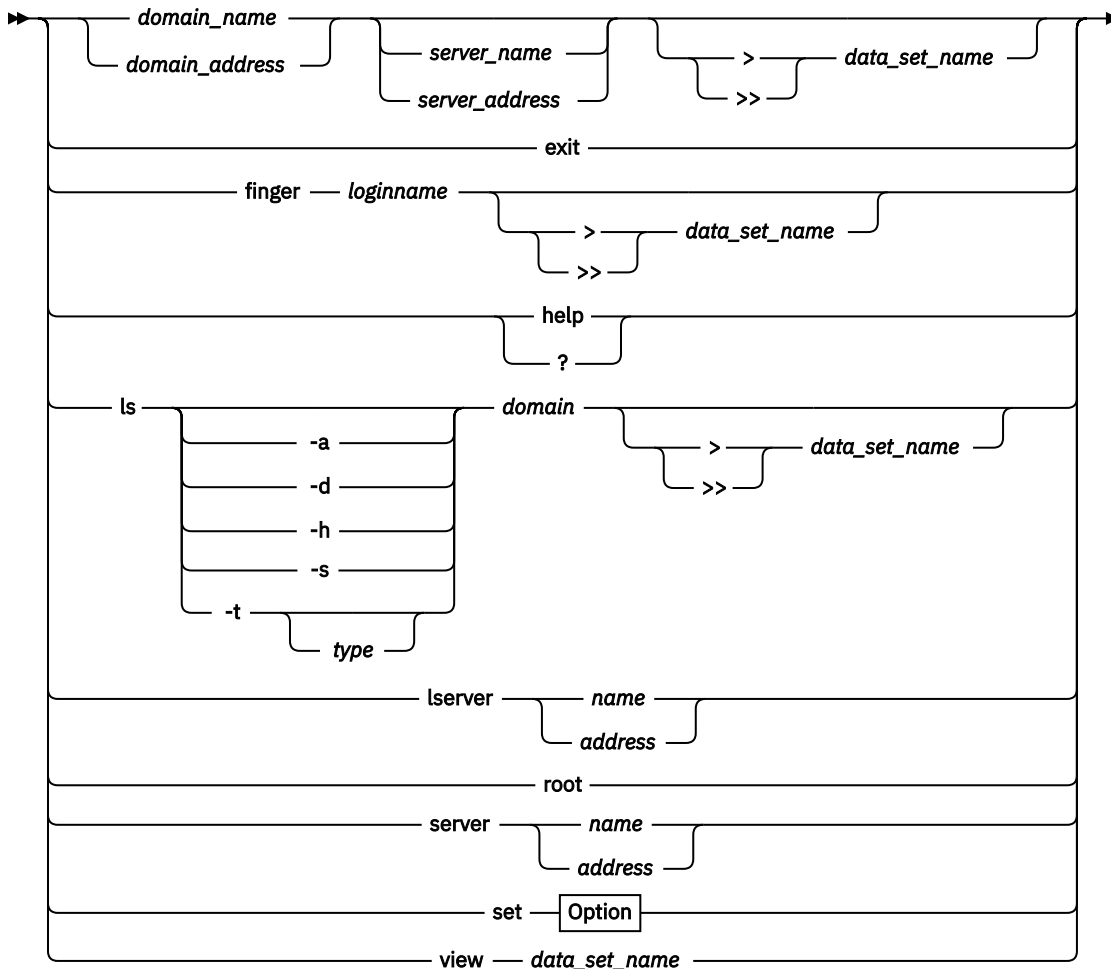 domain_name
domain_address
server_name
server_address
>
>>
data_set_name
exit
finger loginname
>
>>
data_set_name
help
?
ls
-a
-d
-h
-s
-t
type
domain
>
>>
data_set_name
lserver name
address
root
server name
address
set Option
view data_set_name